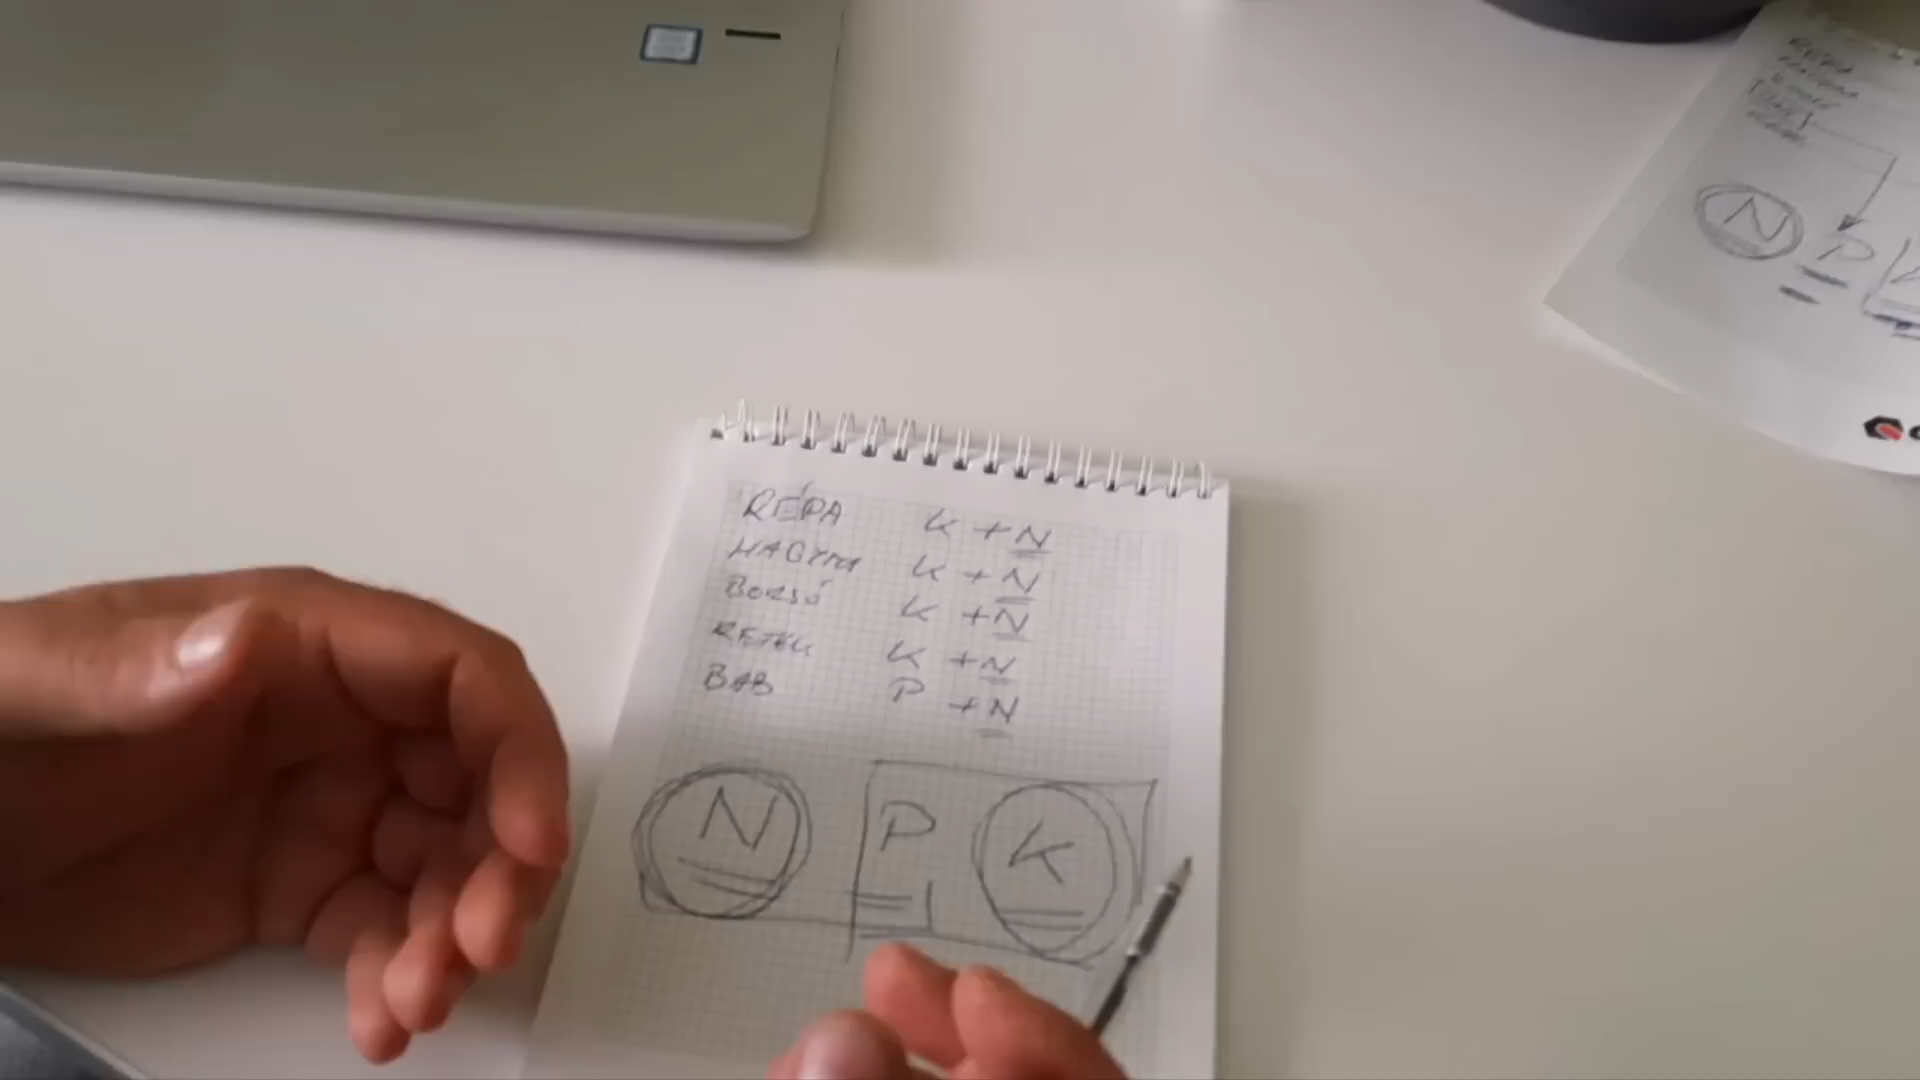 RÉPA K + N
HAGYMA K + N
BORSÓ K + N
RETEK K + N
BAB P + N
N P K
N P